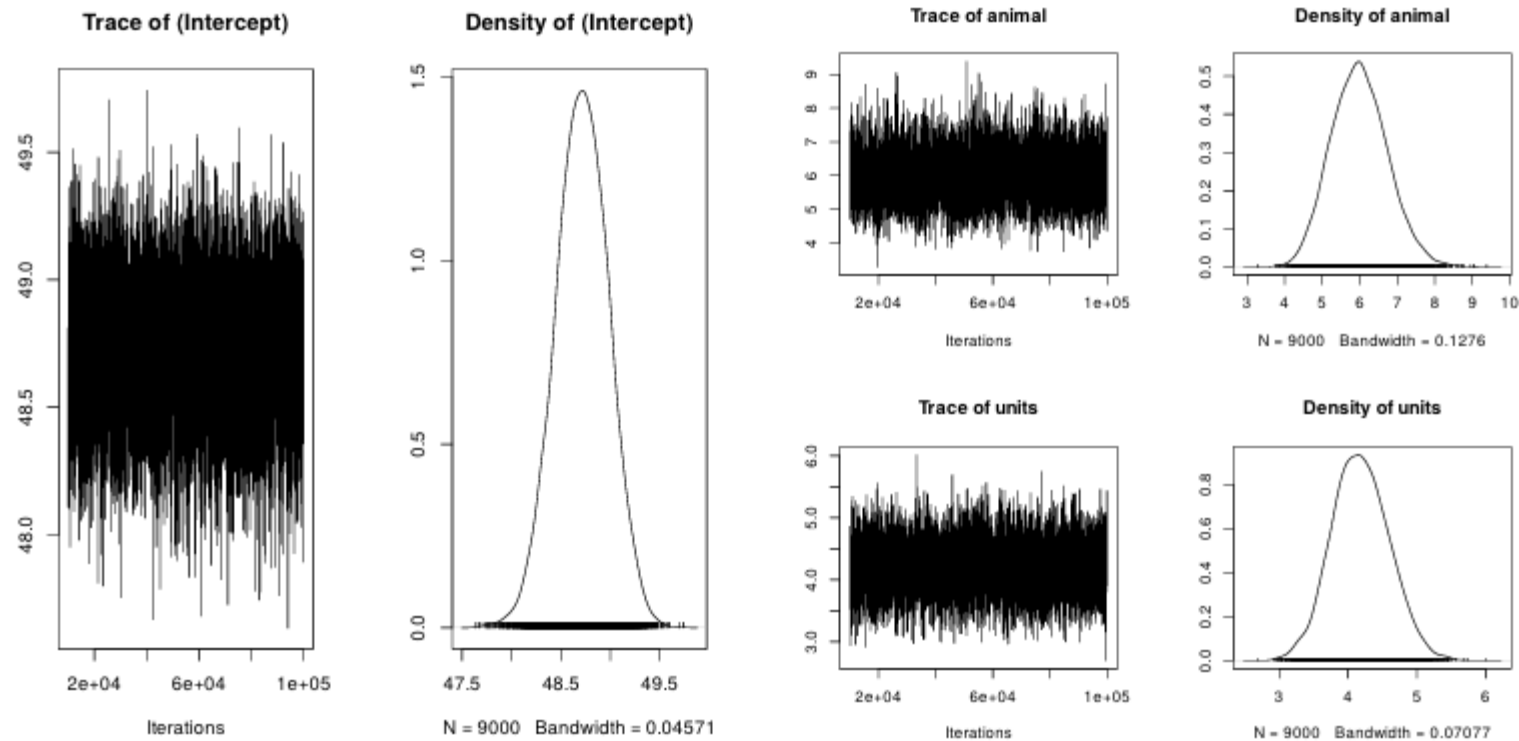 Trace of (Intercept)
49.5
49.0
48.5
48.0
2e+04 6e+04 1e+05
Iterations
Density of (Intercept)
1.5
1.0
0.5
0.0
47.5 48.5 49.5
N = 9000 Bandwidth = 0.04571
Trace of animal
9
8
7
6
5
4
2e+04 6e+04 1e+05
Iterations
Density of animal
0.5
0.4
0.3
0.2
0.1
0.0
3 4 5 6 7 8 9 10
N = 9000 Bandwidth = 0.1276
Trace of units
6.0
5.0
4.0
3.0
2e+04 6e+04 1e+05
Iterations
Density of units
0.8
0.6
0.4
0.2
0.0
3 4 5 6
N = 9000 Bandwidth = 0.07077